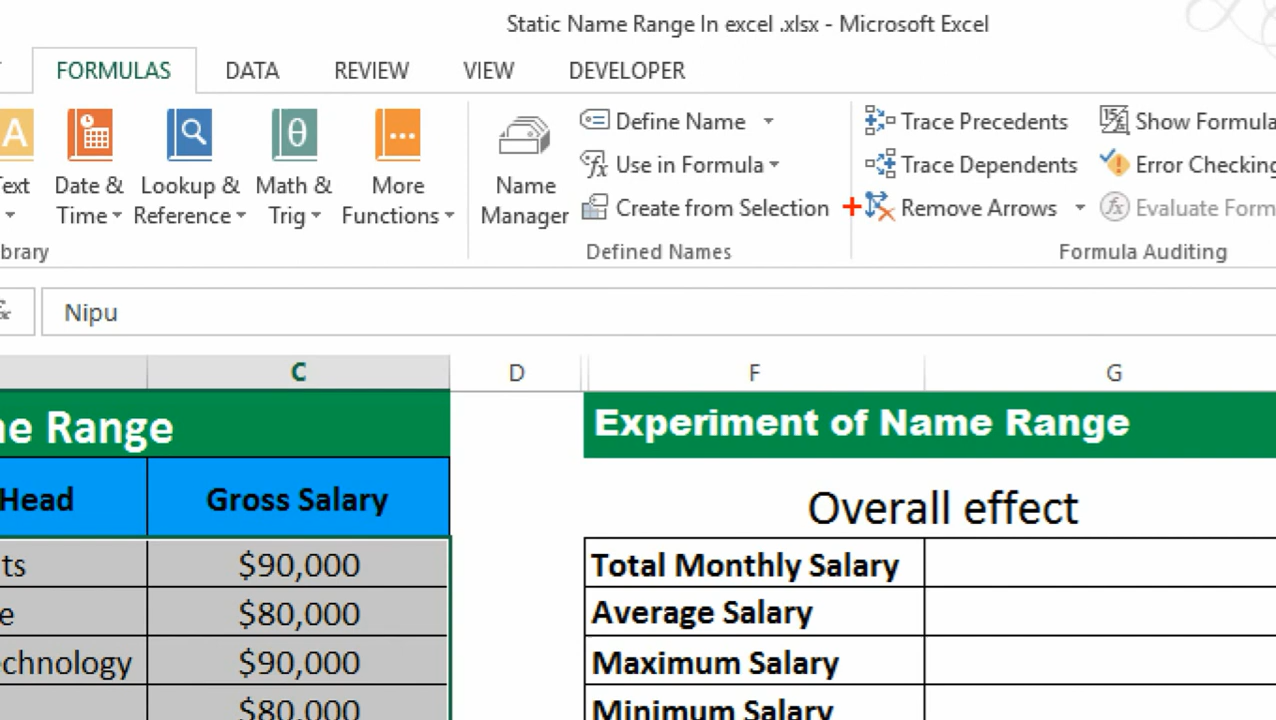 Static Name Range In excel .xlsx - Microsoft Excel
FORMULAS DATA REVIEW VIEW DEVELOPER
Text Date & Time Lookup & Reference Math & Trig More Functions
Name Manager
Define Name
Use in Formula
Create from Selection
Trace Precedents
Trace Dependents
Remove Arrows
Show Formula
Error Checking
Evaluate Form
Defined Names
Formula Auditing
Nipu
C D F G
Range
Experiment of Name Range
Head Gross Salary
Overall effect
$90,000
Total Monthly Salary
$80,000
Average Salary
echnology $90,000
Maximum Salary
$80,000
Minimum Salary